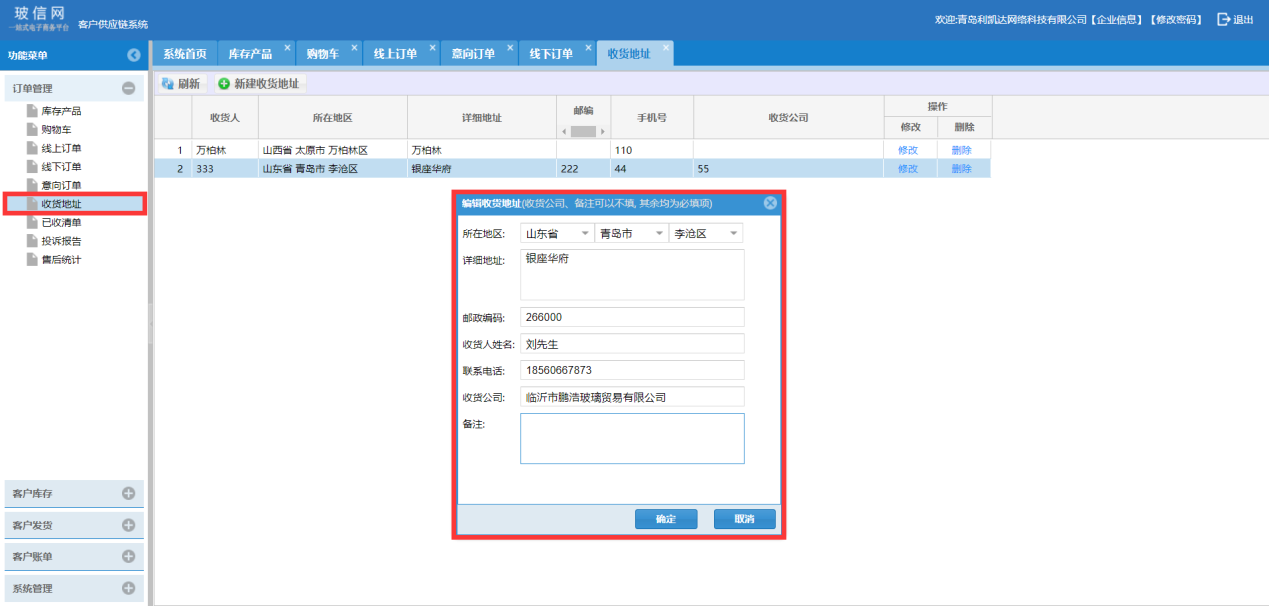 玻信网
一站式电子商务平台 客户供应链系统
欢迎:青岛利凯达网络科技有限公司【企业信息】【修改密码】 退出
功能菜单
系统首页 库存产品 购物车 线上订单 意向订单 线下订单 收货地址
订单管理
刷新 新建收货地址
库存产品
购物车
线上订单
线下订单
意向订单
收货地址
已收清单
投诉报告
售后统计
客户库存
客户发货
客户账单
系统管理
收货人 所在地区 详细地址 邮编 手机号 收货公司 操作
修改 删除
1 万柏林 山西省 太原市 万柏林区 万柏林 110 修改 删除
2 333 山东省 青岛市 李沧区 银座华府 222 44 55 修改 删除
编辑收货地址(收货公司、备注可以不填, 其余均为必填项)
所在地区: 山东省 青岛市 李沧区
详细地址: 银座华府
邮政编码: 266000
收货人姓名: 刘先生
联系电话: 18560667873
收货公司: 临沂市鹏浩玻璃贸易有限公司
备注:
确定 取消